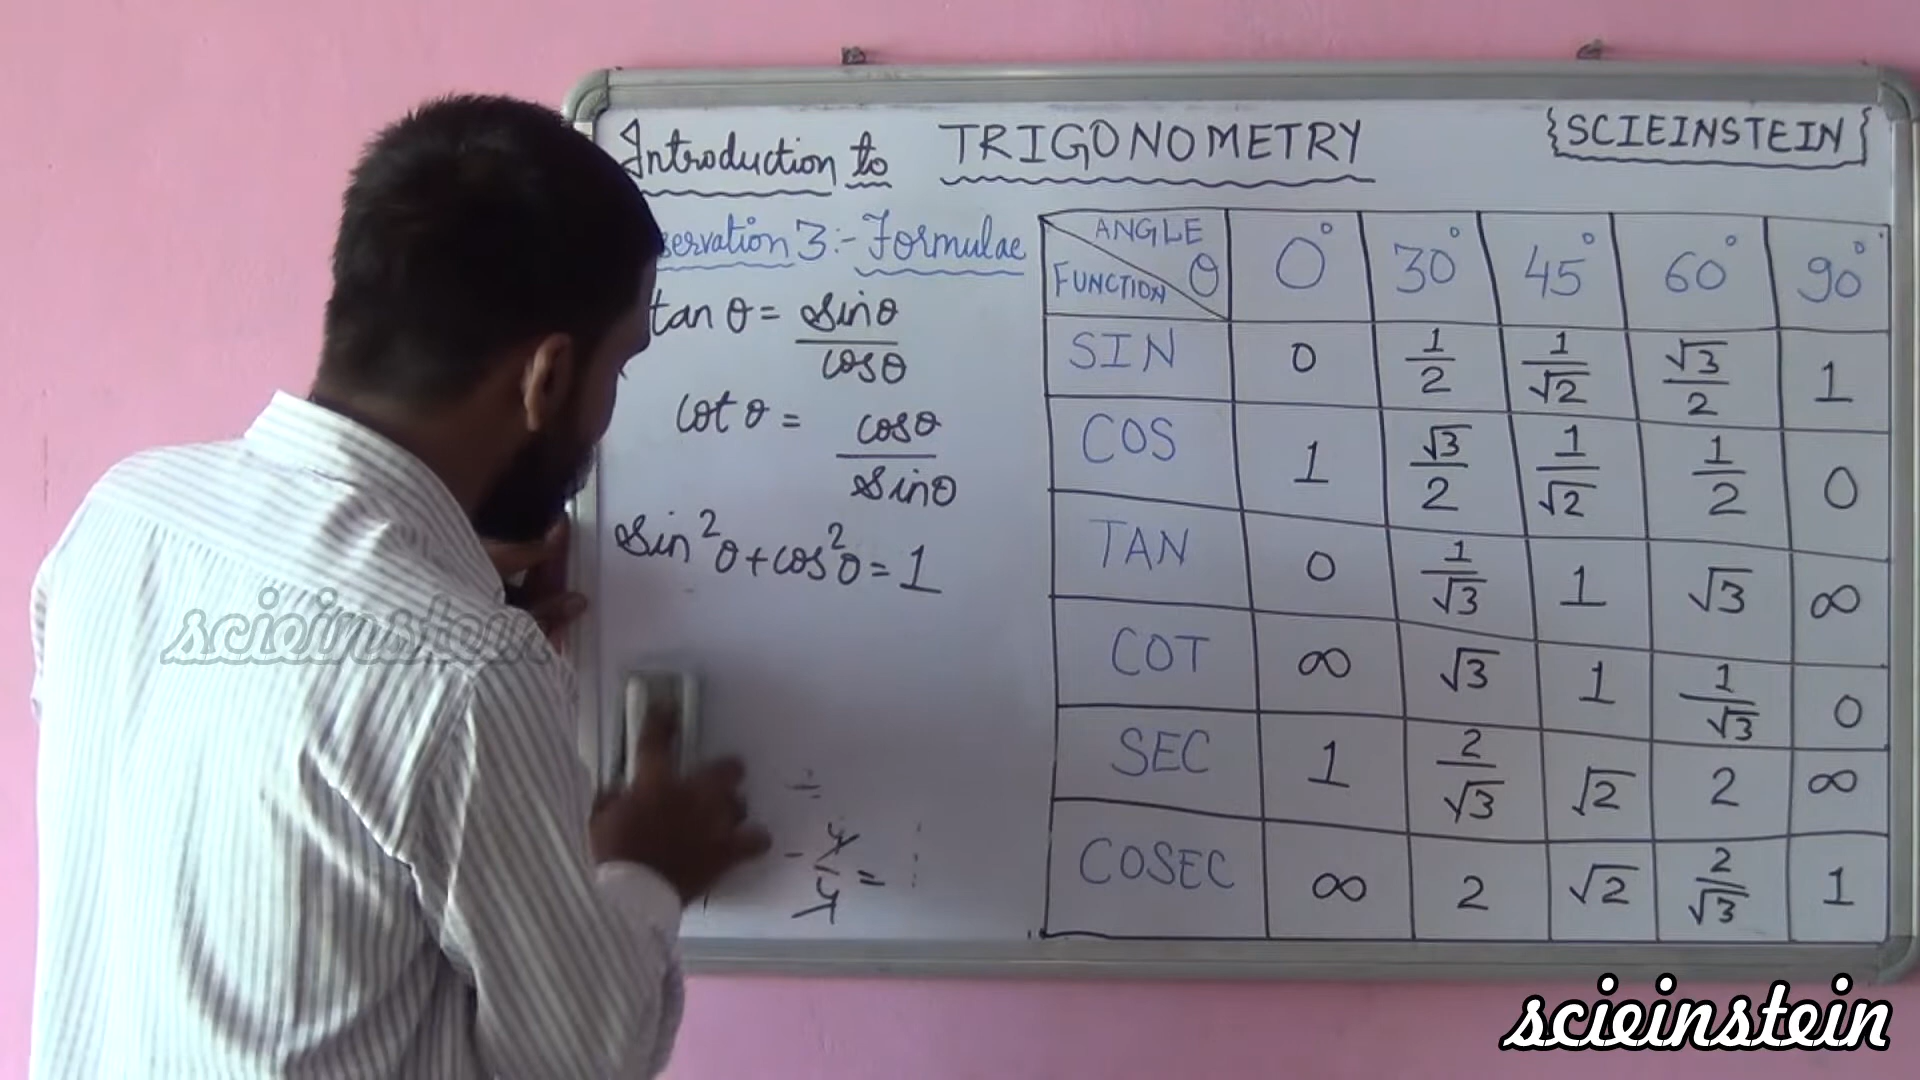 Introduction to TRIGONOMETRY {SCIEINSTEIN}
servation 3:- Formulae
tan θ = sinθ
cosθ
cot θ = cosθ
sinθ
sin²θ+cos²θ=1
÷
- 4
4 =
ANGLE θ FUNCTION 0° 30° 45° 60° 90°
SIN 0 1/2 1/√2 √3/2 1
COS 1 √3/2 1/√2 1/2 0
TAN 0 1/√3 1 √3 ∞
COT ∞ √3 1 1/√3 0
SEC 1 2/√3 √2 2 ∞
COSEC ∞ 2 √2 2/√3 1
scieinstein
scieinstein